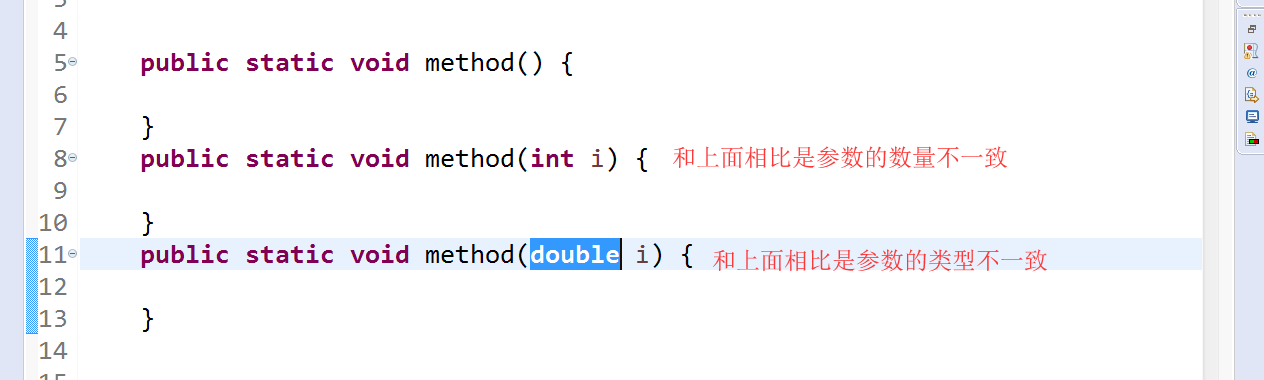 4
5 public static void method() {
6
7 }
8 public static void method(int i) { 和上面相比是参数的数量不一致
9
10 }
11 public static void method(double i) { 和上面相比是参数的类型不一致
12
13 }
14